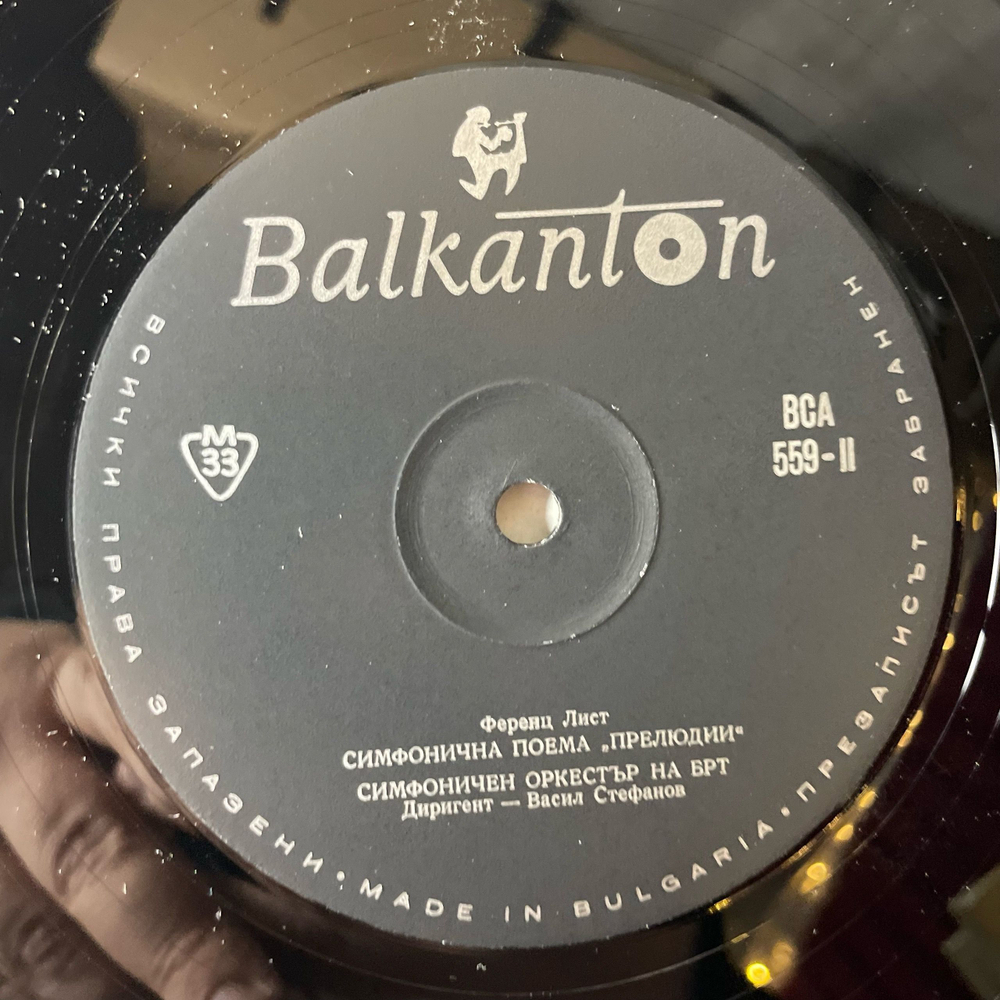 Balkanton
М
33
ВСА
559-II
Ференц Лист
СИМФОНИЧНА ПОЕМА „ПРЕЛЮДИИ“
СИМФОНИЧЕН ОРКЕСТЪР НА БРТ
Диригент — Васил Стефанов
ВСИЧКИ ПРАВА ЗАПАЗЕНИ • MADE IN BULGARIA • ПРЕЗАПИСЪТ ЗАБРАНЕН